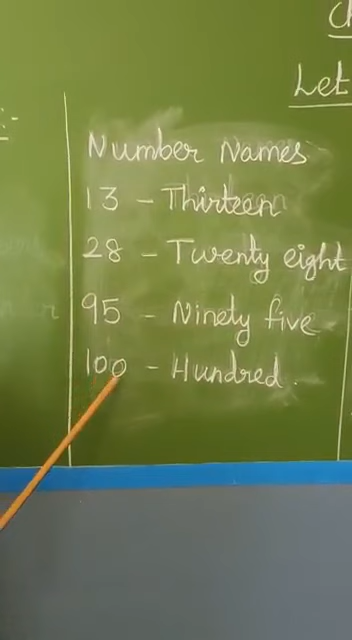 Let
Number Names
13 - Thirteen
28 - Twenty eight
95 - Ninety five
100 - Hundred.